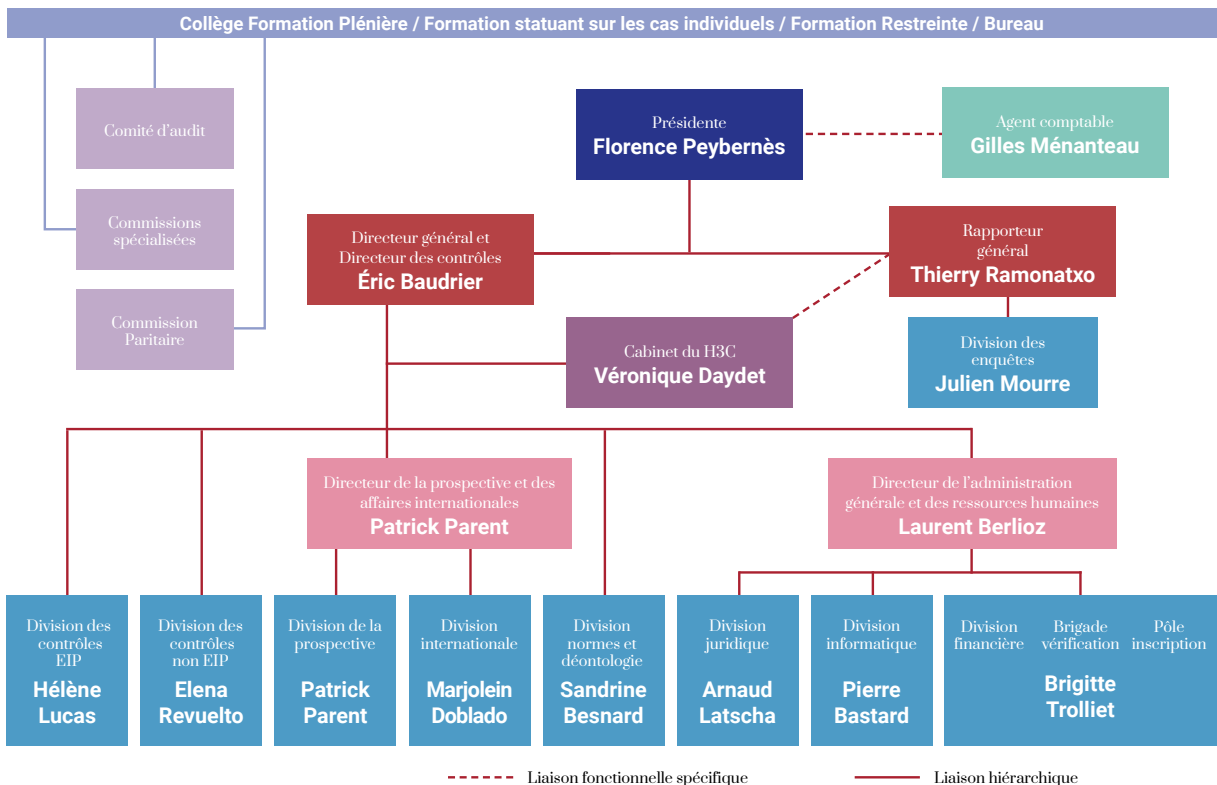 Collège Formation Plénière / Formation statuant sur les cas individuels / Formation Restreinte / Bureau
Comité d'audit
Commissions
spécialisées
Commission
Paritaire
Présidente
Florence Peybernès
Agent comptable
Gilles Ménanteau
Directeur général et
Directeur des contrôles
Éric Baudrier
Rapporteur
général
Thierry Ramonatxo
Cabinet du H3C
Véronique Daydet
Division des
enquêtes
Julien Mourre
Directeur de la prospective et des
affaires internationales
Patrick Parent
Directeur de l'administration
générale et des ressources humaines
Laurent Berlioz
Division des
contrôles
EIP
Hélène
Lucas
Division des
contrôles
non EIP
Elena
Revuelto
Division de la
prospective
Patrick
Parent
Division
internationale
Marjolein
Doblado
Division
normes et
déontologie
Sandrine
Besnard
Division
juridique
Arnaud
Latscha
Division
informatique
Pierre
Bastard
Division
financière
Brigade
vérification
Pôle
inscription
Brigitte
Trolliet
Liaison fonctionnelle spécifique
Liaison hiérarchique